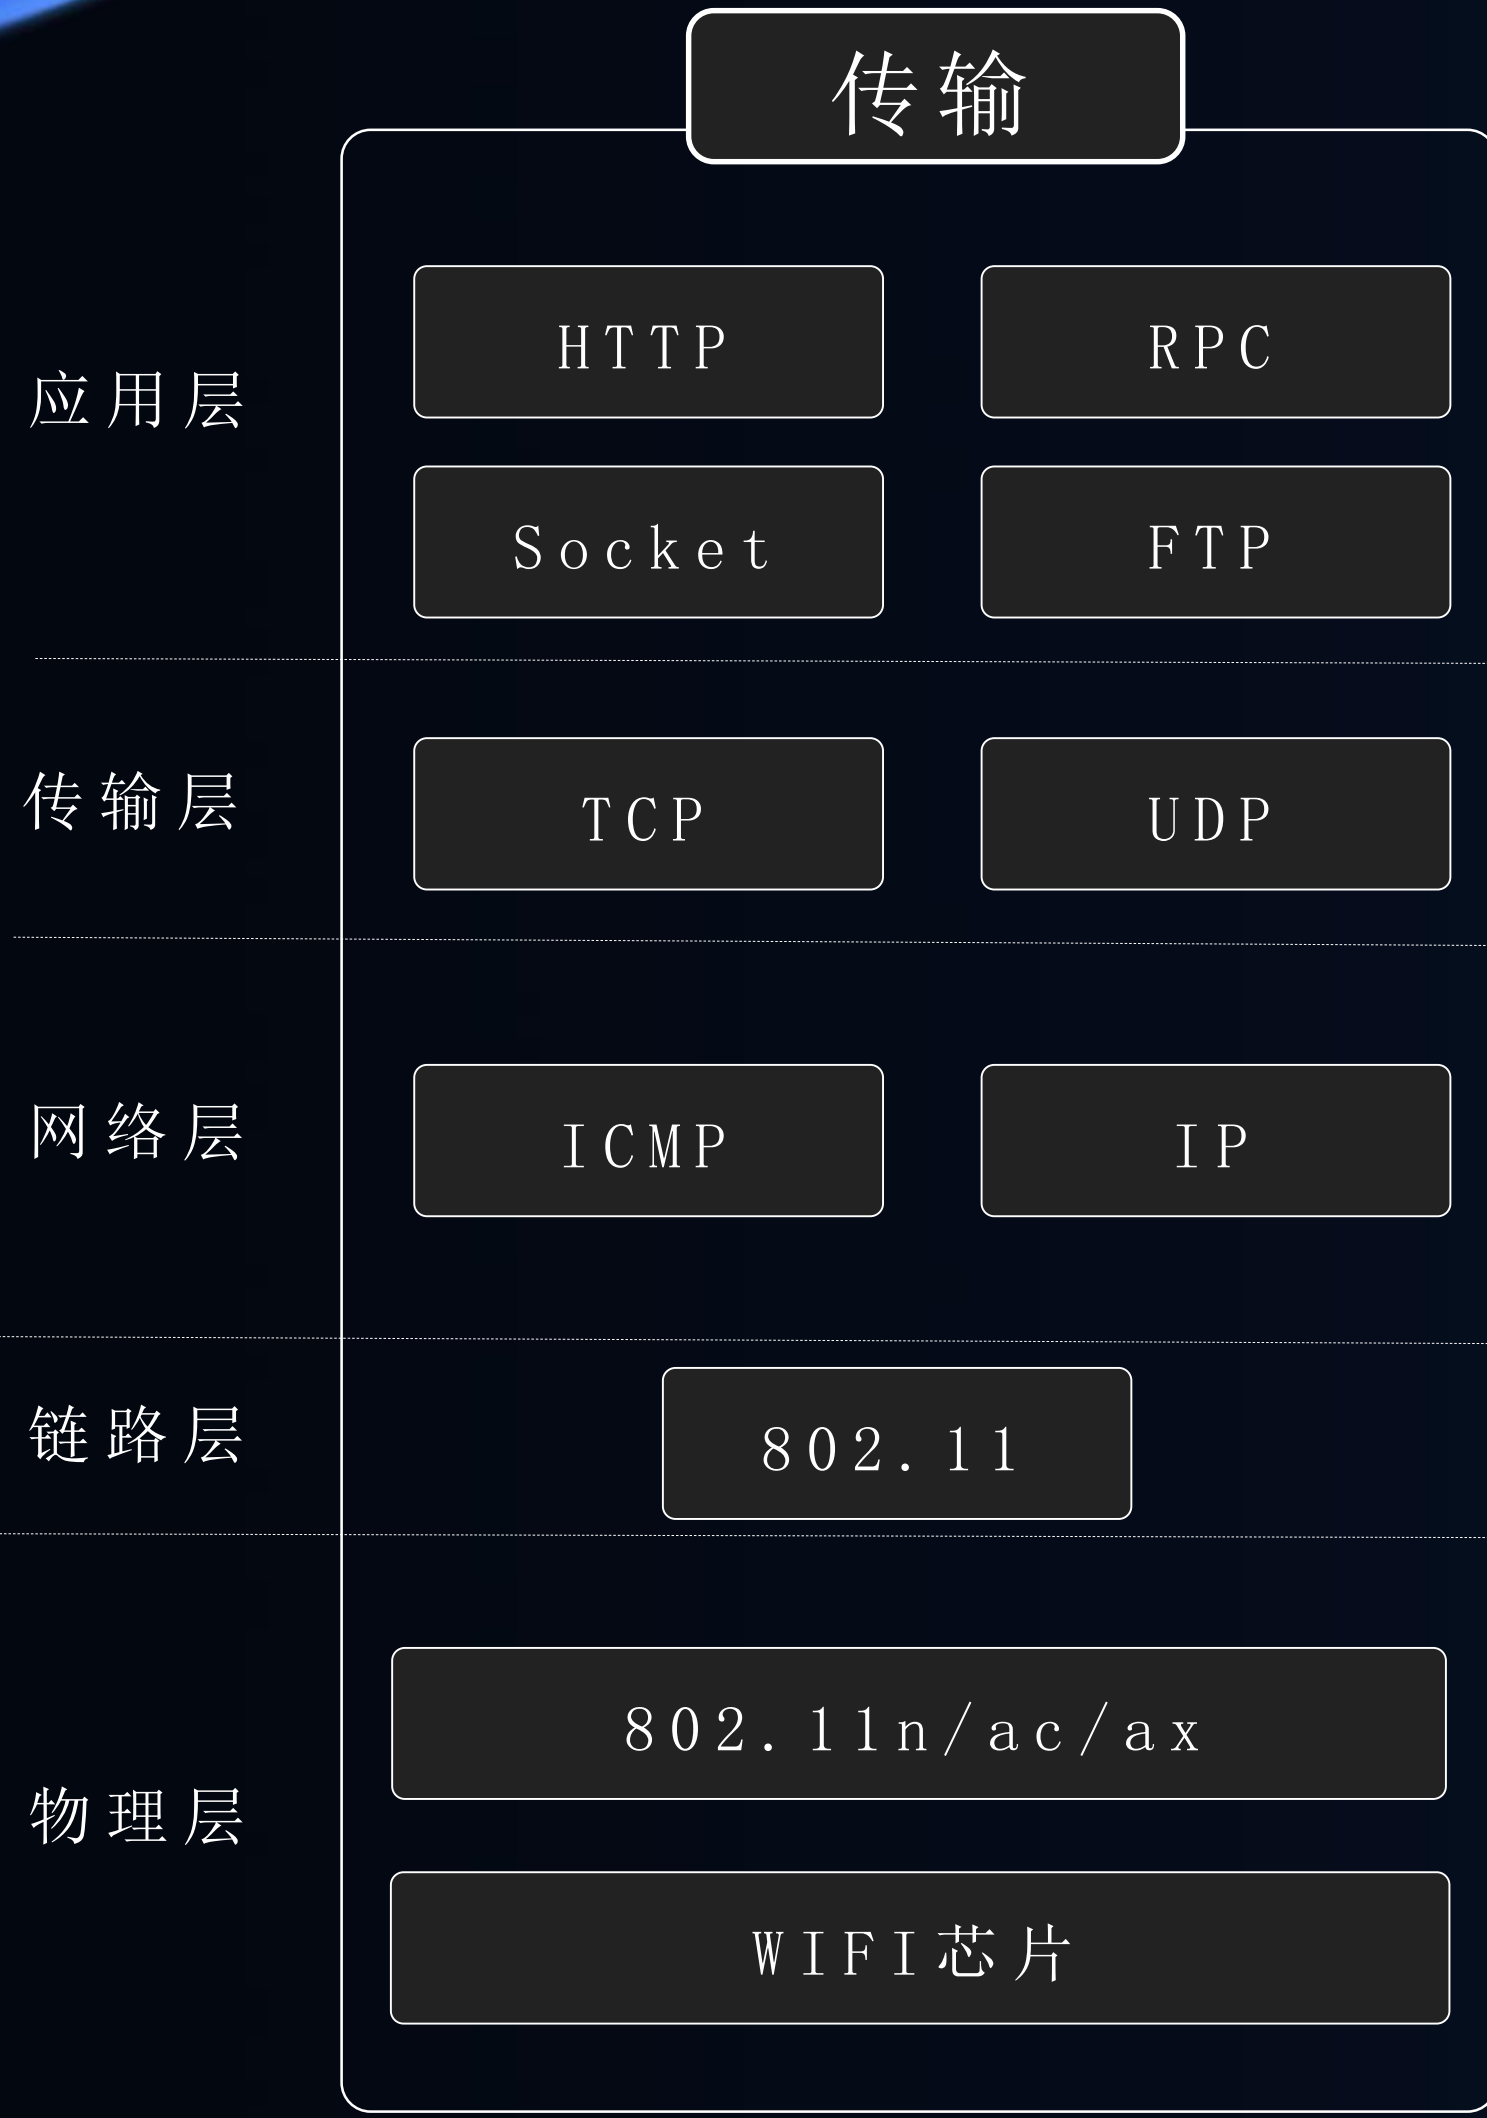 传输
应用层
HTTP
RPC
Socket
FTP
传输层
TCP
UDP
网络层
ICMP
IP
链路层
802.11
物理层
802.11n/ac/ax
WIFI芯片